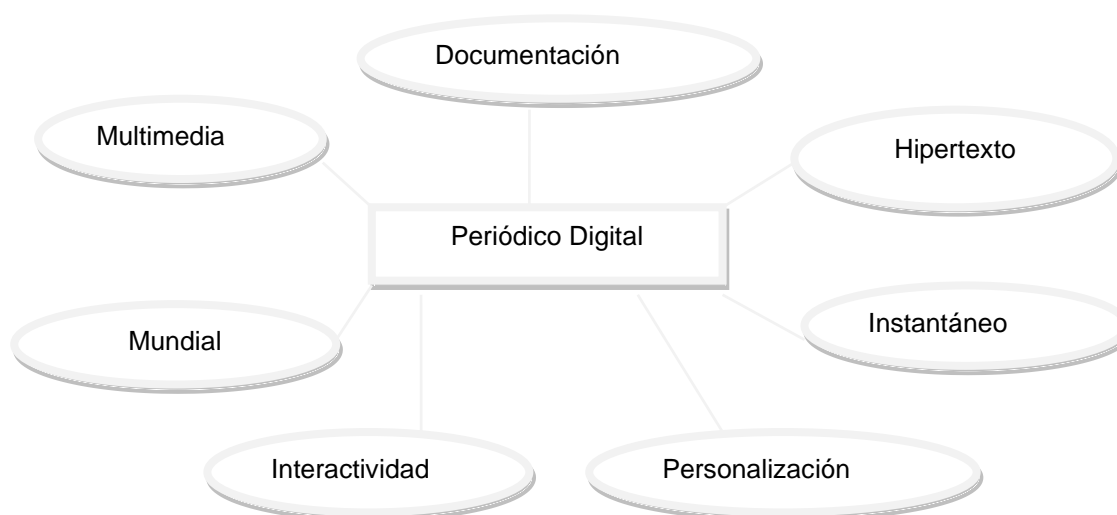 Documentación
Multimedia
Hipertexto
Periódico Digital
Instantáneo
Mundial
Interactividad
Personalización